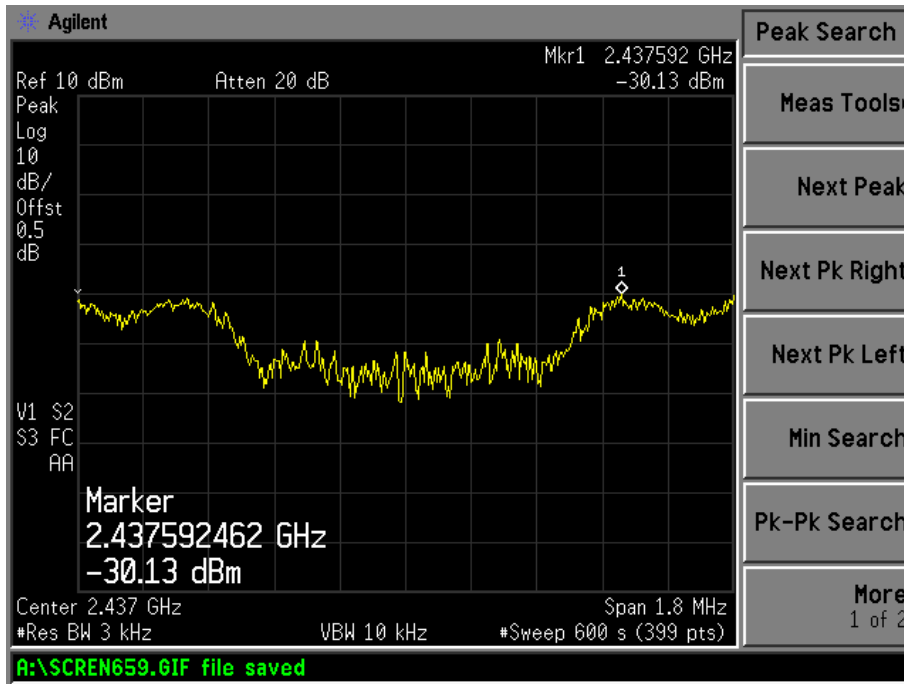 Agilent
Peak Search
Mkr1 2.437592 GHz
Ref 10 dBm Atten 20 dB -30.13 dBm
Peak
Log
10
dB/
Offst
0.5
dB
1
V1 S2
S3 FC
AA
Marker
2.437592462 GHz
-30.13 dBm
Center 2.437 GHz Span 1.8 MHz
#Res BW 3 kHz VBW 10 kHz #Sweep 600 s (399 pts)
A:\SCREN659.GIF file saved
Meas Tools
Next Peak
Next Pk Right
Next Pk Left
Min Search
Pk-Pk Search
More
1 of 2